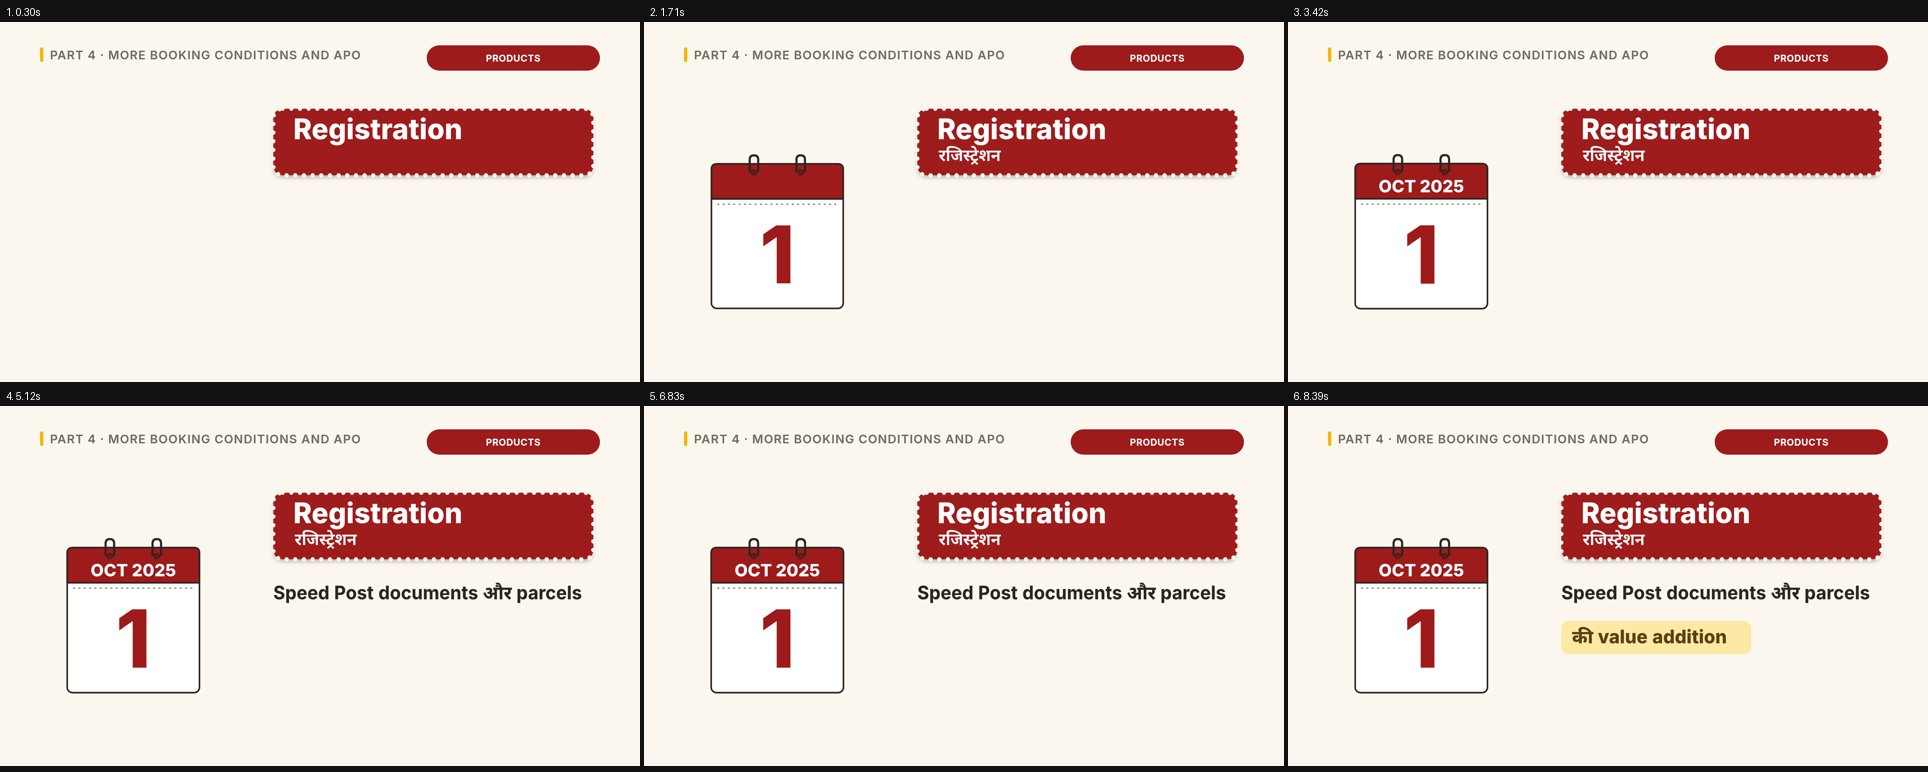 1. 0.30s
PART 4 · MORE BOOKING CONDITIONS AND APO
PRODUCTS
Registration
2. 1.71s
PART 4 · MORE BOOKING CONDITIONS AND APO
PRODUCTS
Registration
रजिस्ट्रेशन
1
3. 3.42s
PART 4 · MORE BOOKING CONDITIONS AND APO
PRODUCTS
Registration
रजिस्ट्रेशन
OCT 2025
1
4. 5.12s
PART 4 · MORE BOOKING CONDITIONS AND APO
PRODUCTS
Registration
रजिस्ट्रेशन
OCT 2025
1
Speed Post documents और parcels
5. 6.83s
PART 4 · MORE BOOKING CONDITIONS AND APO
PRODUCTS
Registration
रजिस्ट्रेशन
OCT 2025
1
Speed Post documents और parcels
6. 8.39s
PART 4 · MORE BOOKING CONDITIONS AND APO
PRODUCTS
Registration
रजिस्ट्रेशन
OCT 2025
1
Speed Post documents और parcels
की value addition